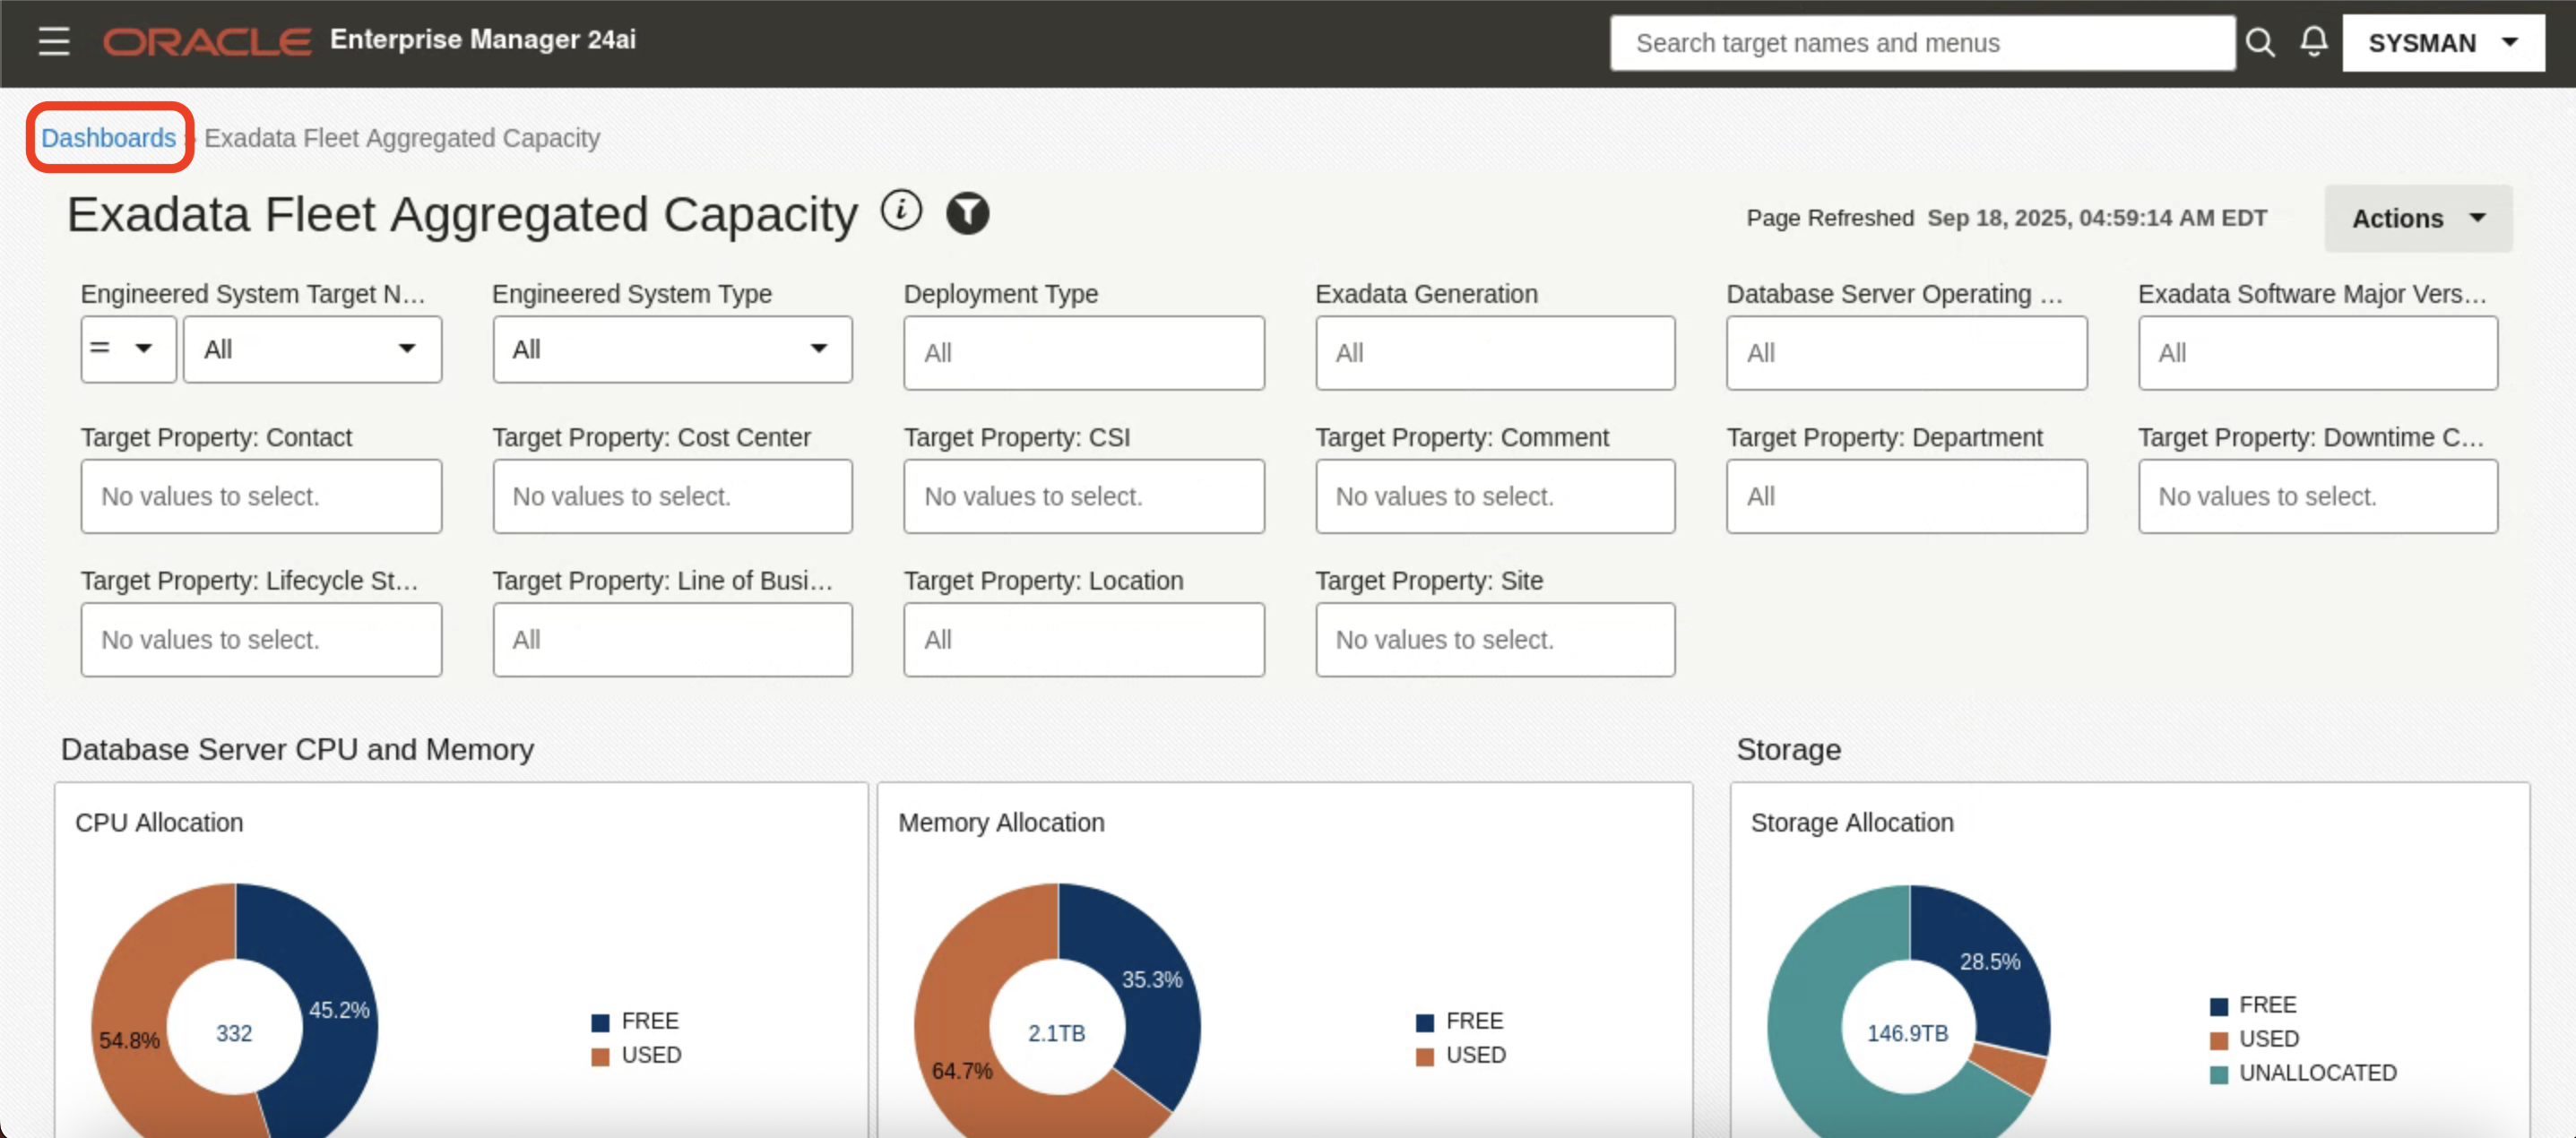 ORACLE Enterprise Manager 24ai
Search target names and menus
SYSMAN
Dashboards › Exadata Fleet Aggregated Capacity
Exadata Fleet Aggregated Capacity i
Page Refreshed Sep 18, 2025, 04:59:14 AM EDT
Actions
Engineered System Target N...
Engineered System Type
Deployment Type
Exadata Generation
Database Server Operating ...
Exadata Software Major Vers...
= All
All
All
All
All
All
Target Property: Contact
Target Property: Cost Center
Target Property: CSI
Target Property: Comment
Target Property: Department
Target Property: Downtime C...
No values to select.
No values to select.
No values to select.
No values to select.
All
No values to select.
Target Property: Lifecycle St...
Target Property: Line of Busi...
Target Property: Location
Target Property: Site
No values to select.
All
All
No values to select.
Database Server CPU and Memory
Storage
CPU Allocation
45.2%
54.8%
332
FREE
USED
Memory Allocation
35.3%
64.7%
2.1TB
FREE
USED
Storage Allocation
28.5%
146.9TB
FREE
USED
UNALLOCATED